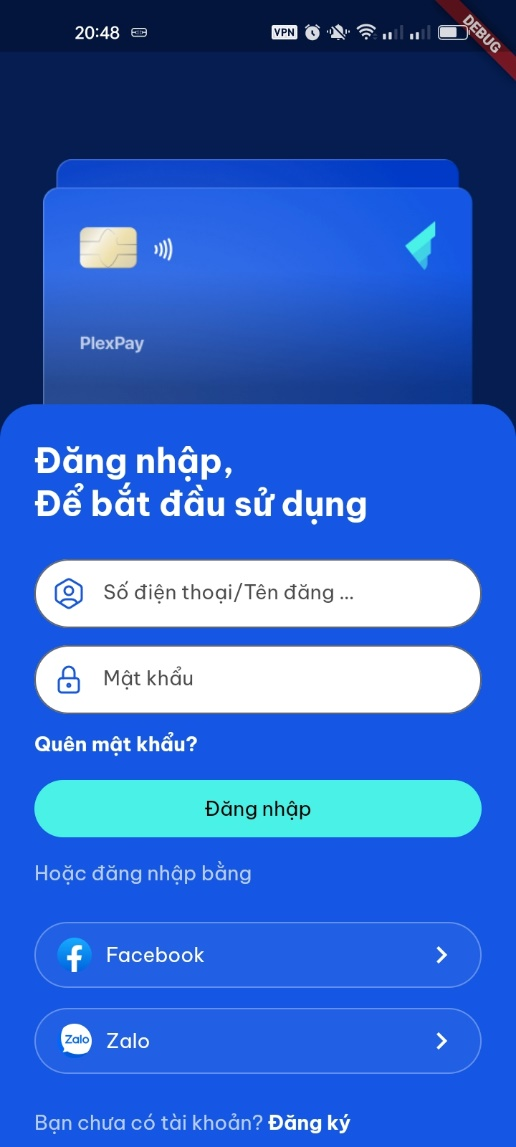 20:48
VPN
DEBUG
PlexPay
Đăng nhập,
Để bắt đầu sử dụng
Số điện thoại/Tên đăng ...
Mật khẩu
Quên mật khẩu?
Đăng nhập
Hoặc đăng nhập bằng
Facebook
Zalo Zalo
Bạn chưa có tài khoản? Đăng ký